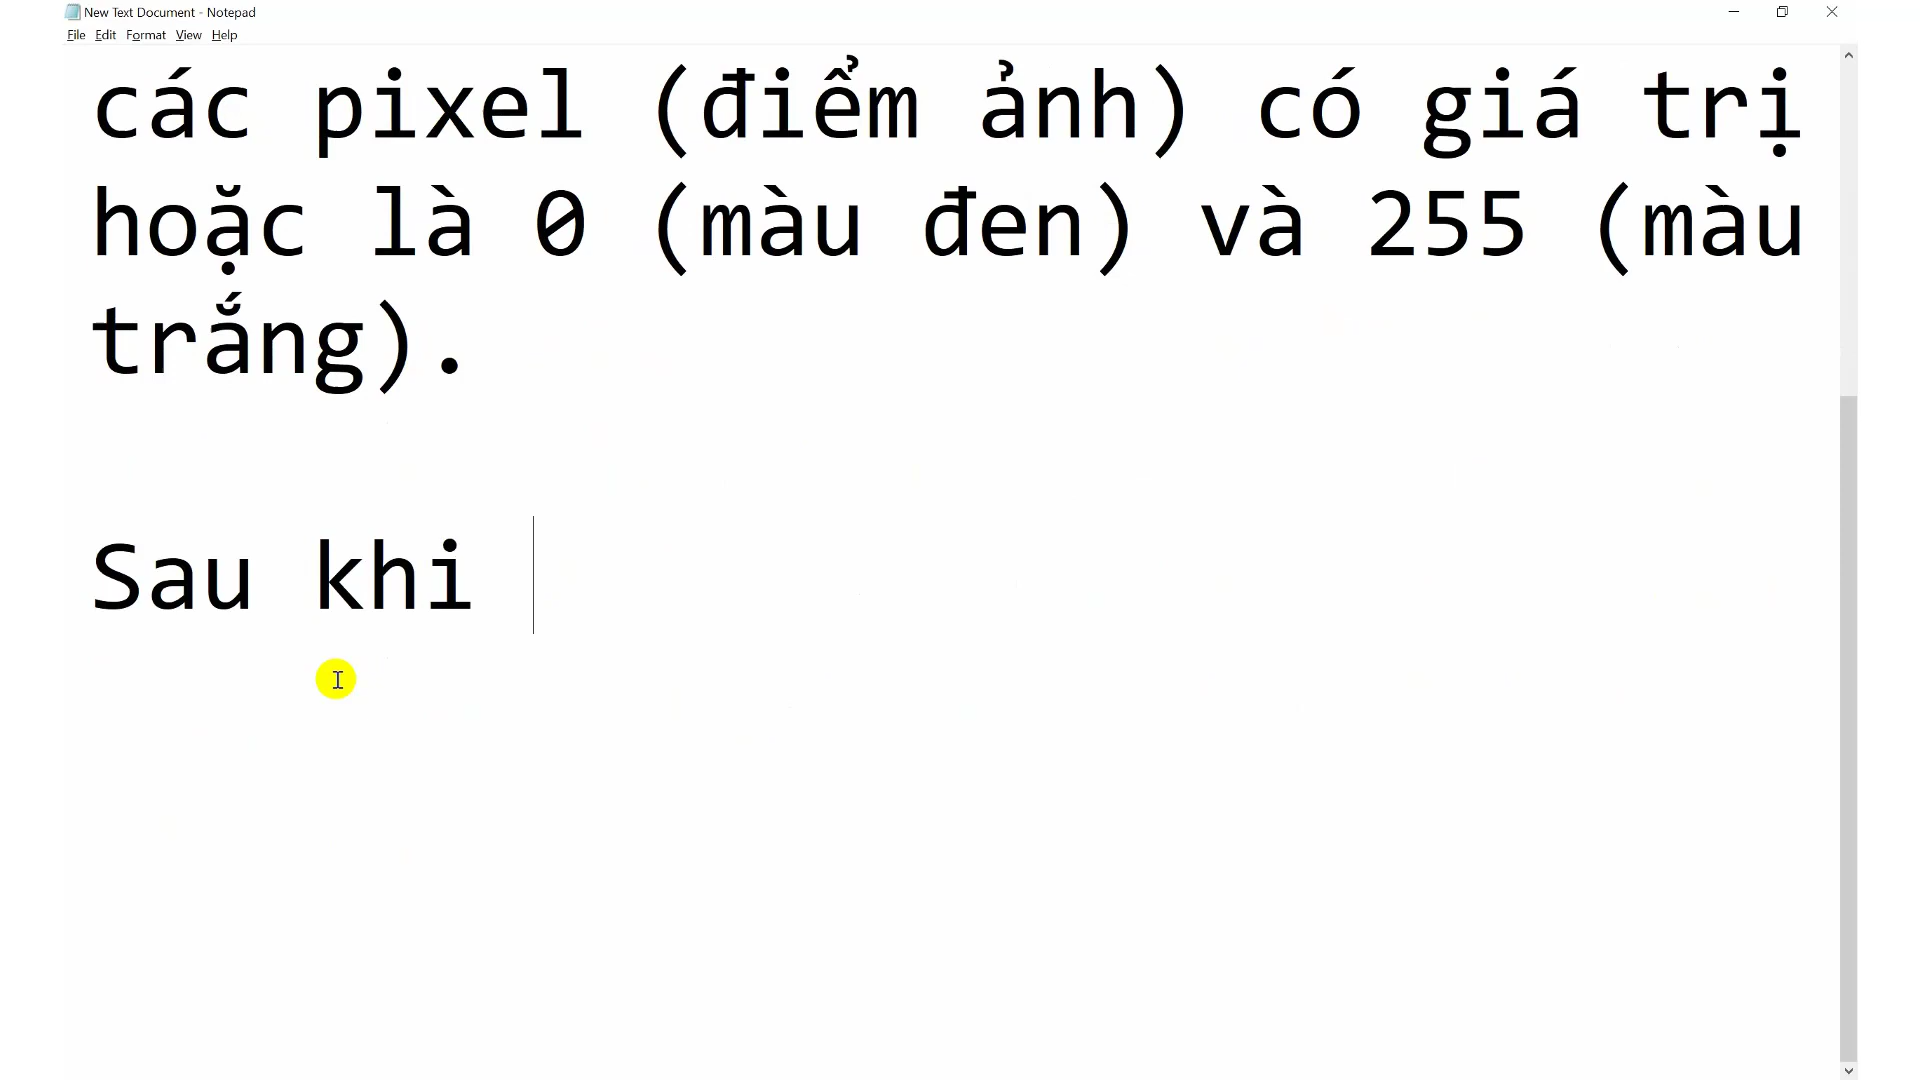 New Text Document - Notepad
File Edit Format View Help
các pixel (điểm ảnh) có giá trị
hoặc là 0 (màu đen) và 255 (màu
trắng).
Sau khi